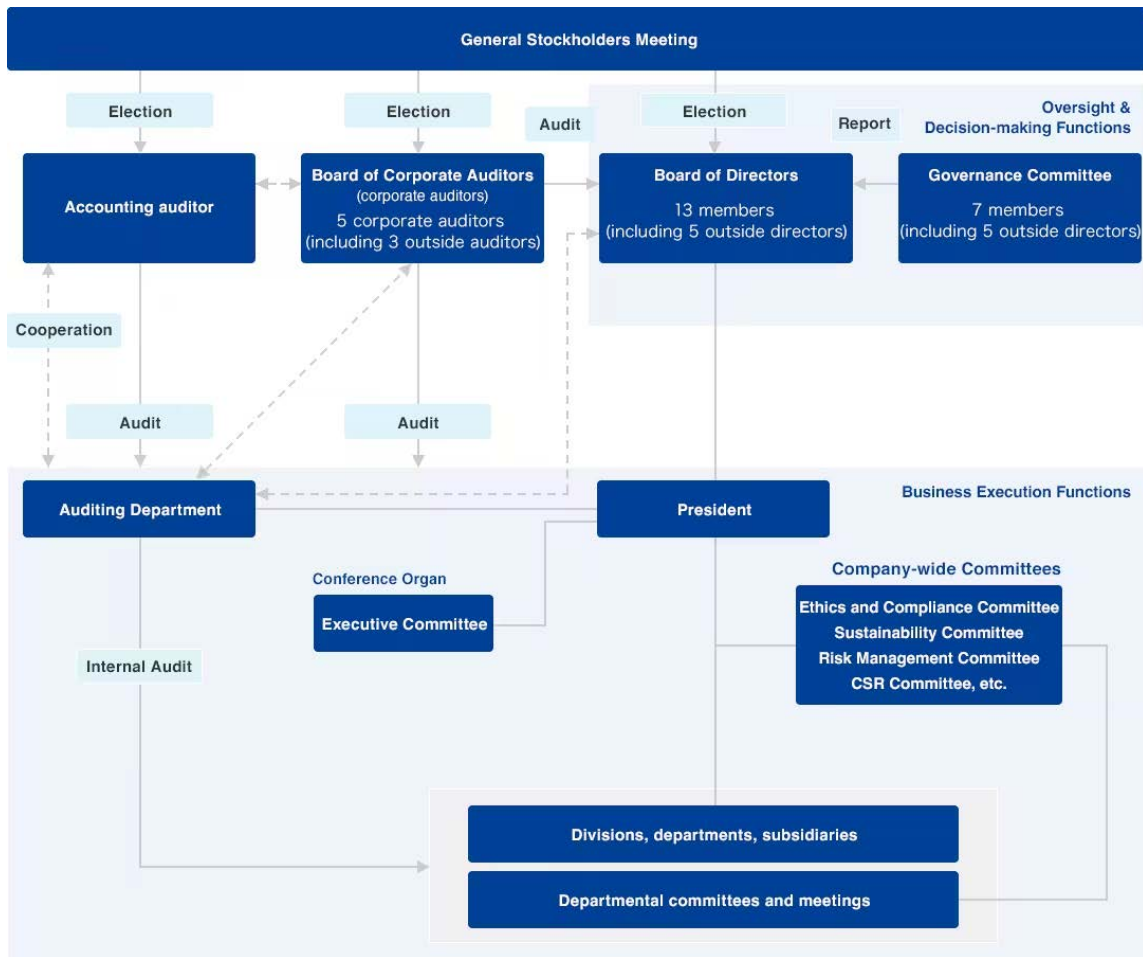 General Stockholders Meeting
Election
Election
Election
Audit
Report
Oversight &
Decision-making Functions
Accounting auditor
Board of Corporate Auditors
(corporate auditors)
5 corporate auditors
(including 3 outside auditors)
Board of Directors
13 members
(including 5 outside directors)
Governance Committee
7 members
(including 5 outside directors)
Cooperation
Audit
Audit
Business Execution Functions
Auditing Department
President
Conference Organ
Executive Committee
Company-wide Committees
Ethics and Compliance Committee
Sustainability Committee
Risk Management Committee
CSR Committee, etc.
Internal Audit
Divisions, departments, subsidiaries
Departmental committees and meetings